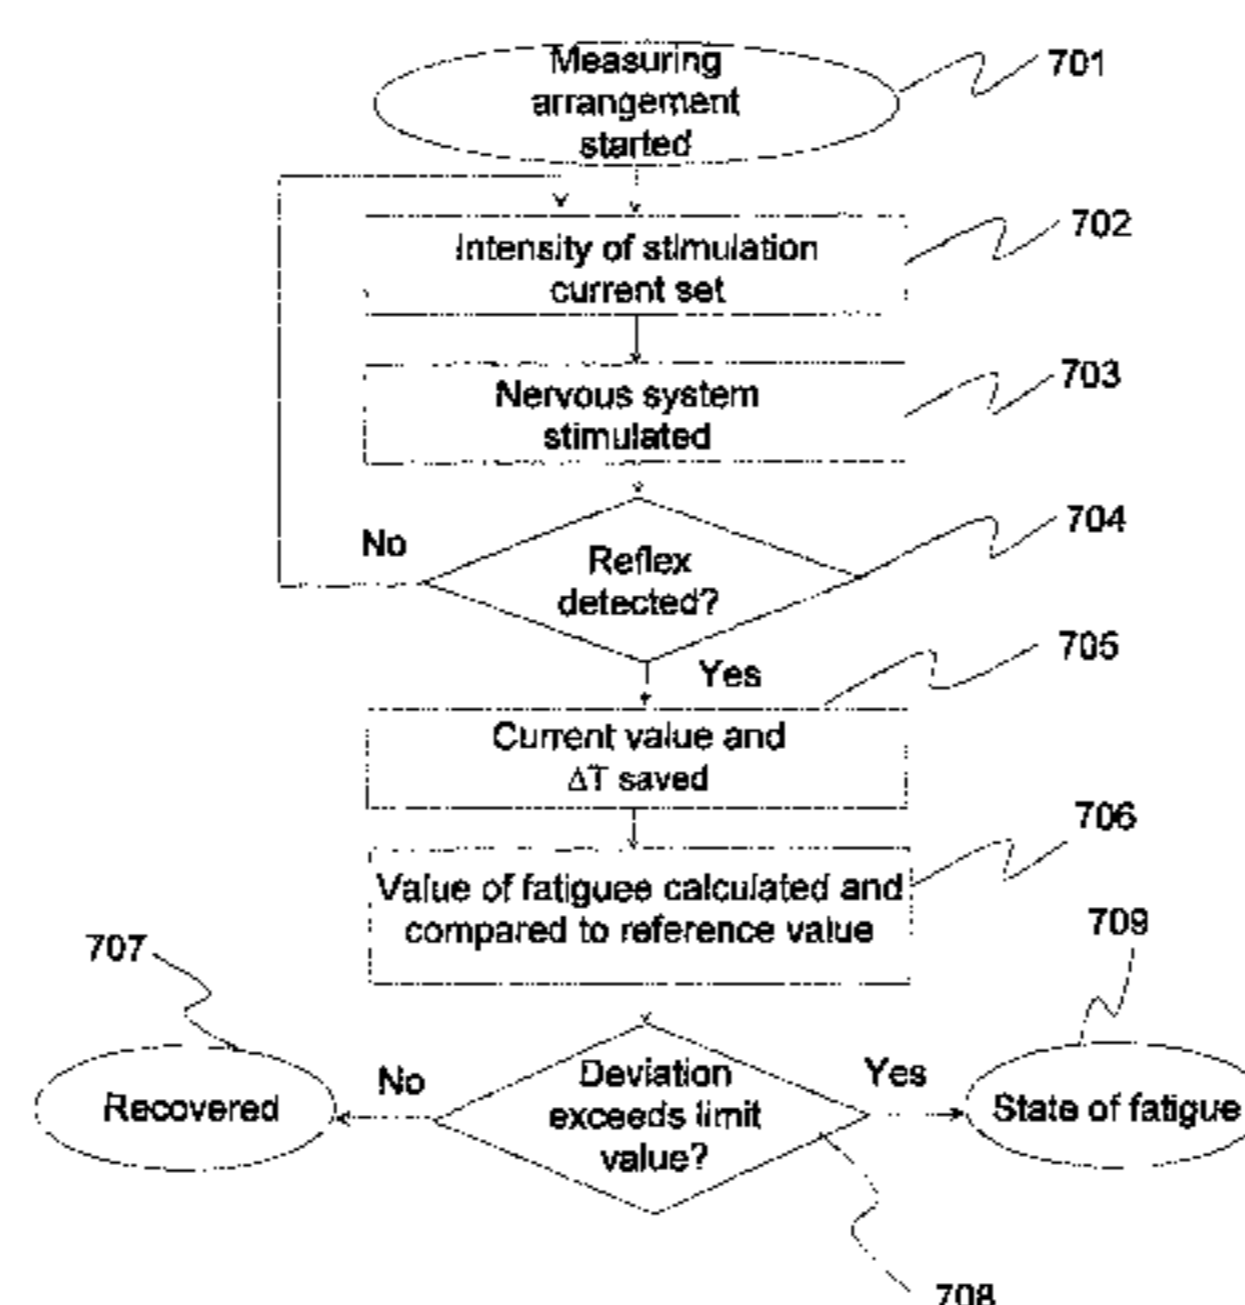 Measuring
arrangement
started
701
Intensity of stimulation
current set
702
Nervous system
stimulated
703
No
Reflex
detected?
704
Yes
705
Current value and
ΔT saved
706
Value of fatiguee calculated and
compared to reference value
707
709
Recovered
No
Deviation
exceeds limit
value?
Yes
State of fatigue
708